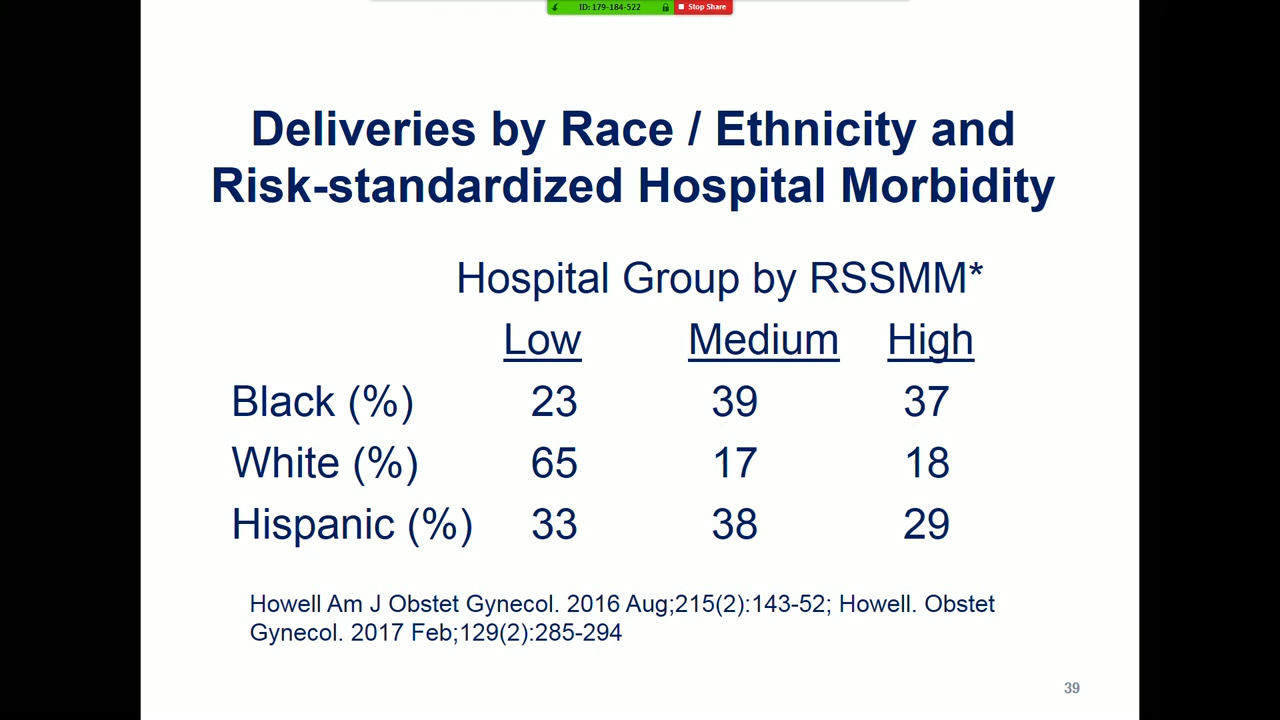 ID: 179-184-522 Stop Share
Deliveries by Race / Ethnicity and
Risk-standardized Hospital Morbidity
Hospital Group by RSSMM*
Low Medium High
Black (%) 23 39 37
White (%) 65 17 18
Hispanic (%) 33 38 29
Howell Am J Obstet Gynecol. 2016 Aug;215(2):143-52; Howell. Obstet
Gynecol. 2017 Feb;129(2):285-294
39